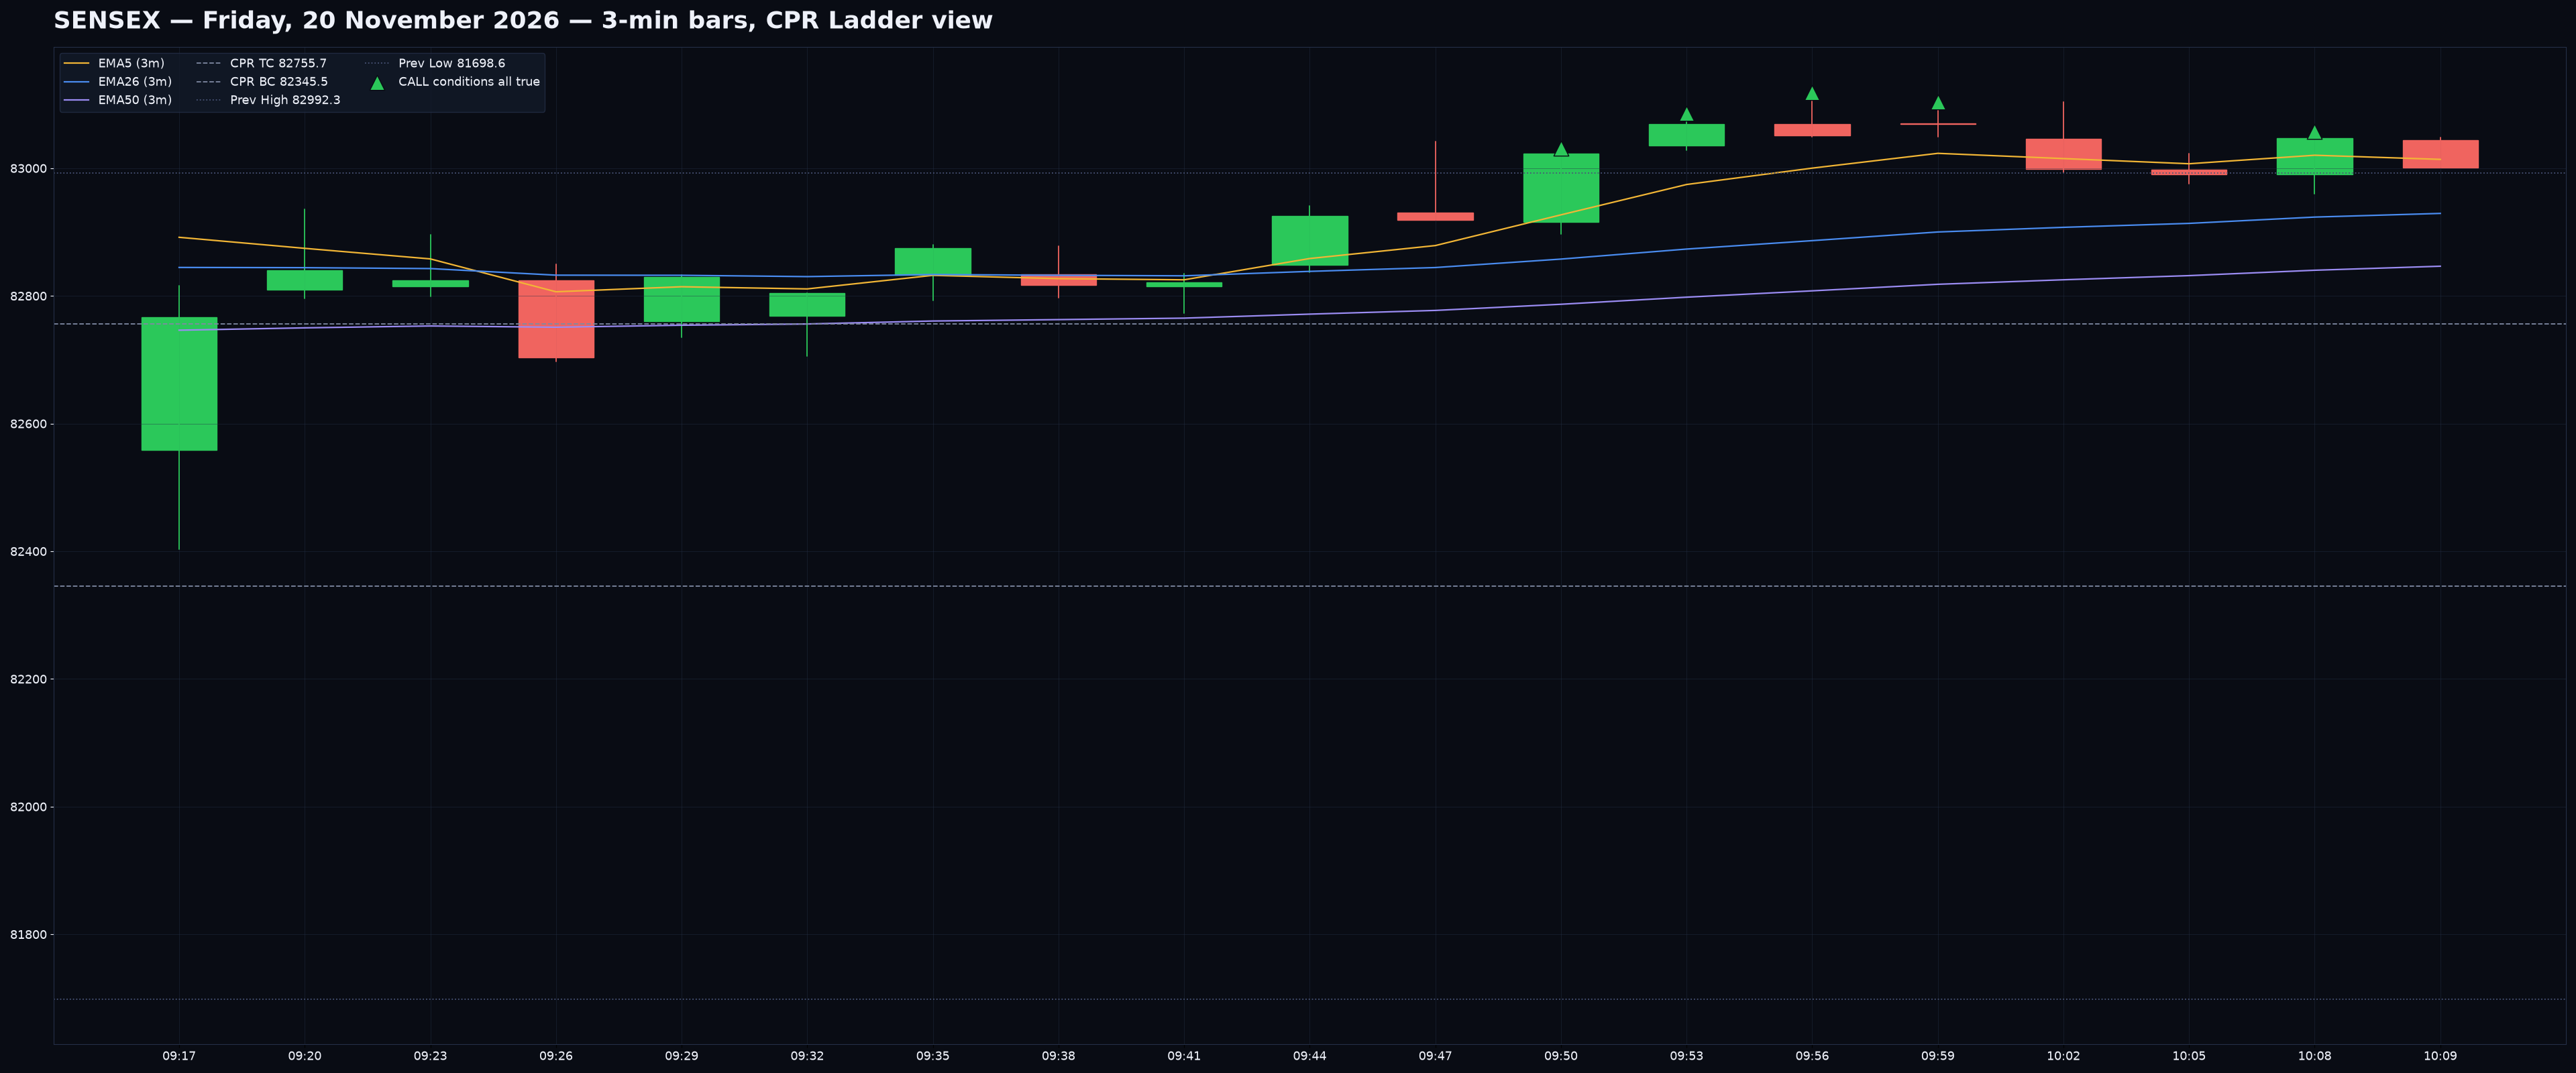 SENSEX — Friday, 20 November 2026 — 3-min bars, CPR Ladder view
EMA5 (3m)
EMA26 (3m)
EMA50 (3m)
CPR TC 82755.7
CPR BC 82345.5
Prev High 82992.3
Prev Low 81698.6
CALL conditions all true
83000
82800
82600
82400
82200
82000
81800
09:17 09:20 09:23 09:26 09:29 09:32 09:35 09:38 09:41 09:44 09:47 09:50 09:53 09:56 09:59 10:02 10:05 10:08 10:09